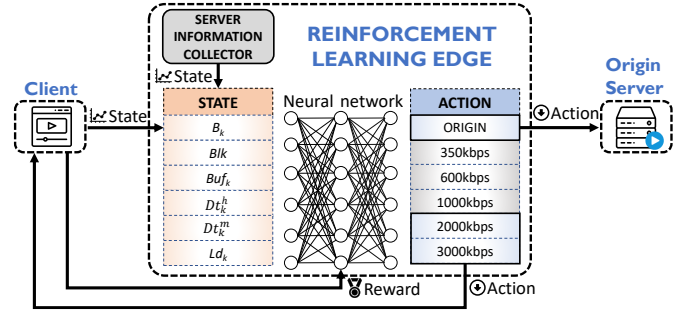 SERVER
INFORMATION
COLLECTOR
REINFORCEMENT
LEARNING EDGE
Client
Origin
Server
State
State
STATE
Neural network
ACTION
Action
B_k
ORIGIN
Blk
350kbps
Buf_k
600kbps
Dt_k^h
1000kbps
Dt_k^m
2000kbps
Ld_k
3000kbps
Reward
Action